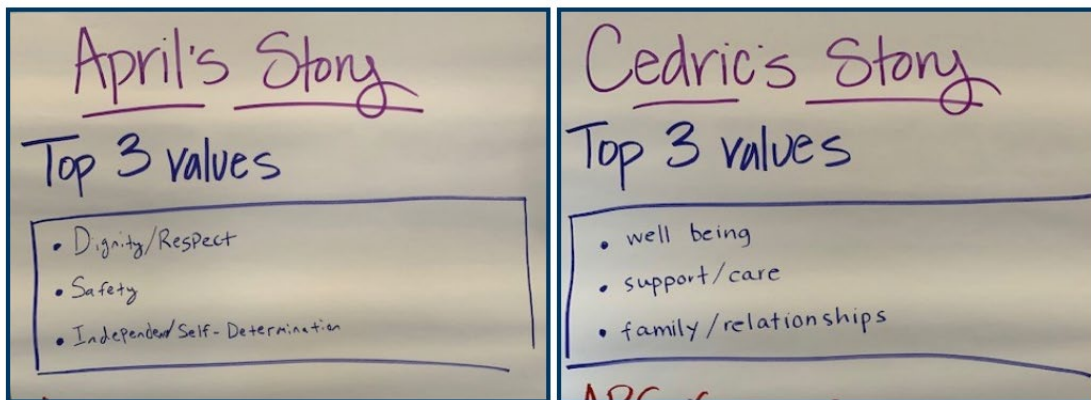 April's Story
Top 3 values
• Dignity/Respect
• Safety
• Independent/Self-Determination
Cedric's Story
Top 3 values
• well being
• support/care
• family/relationships